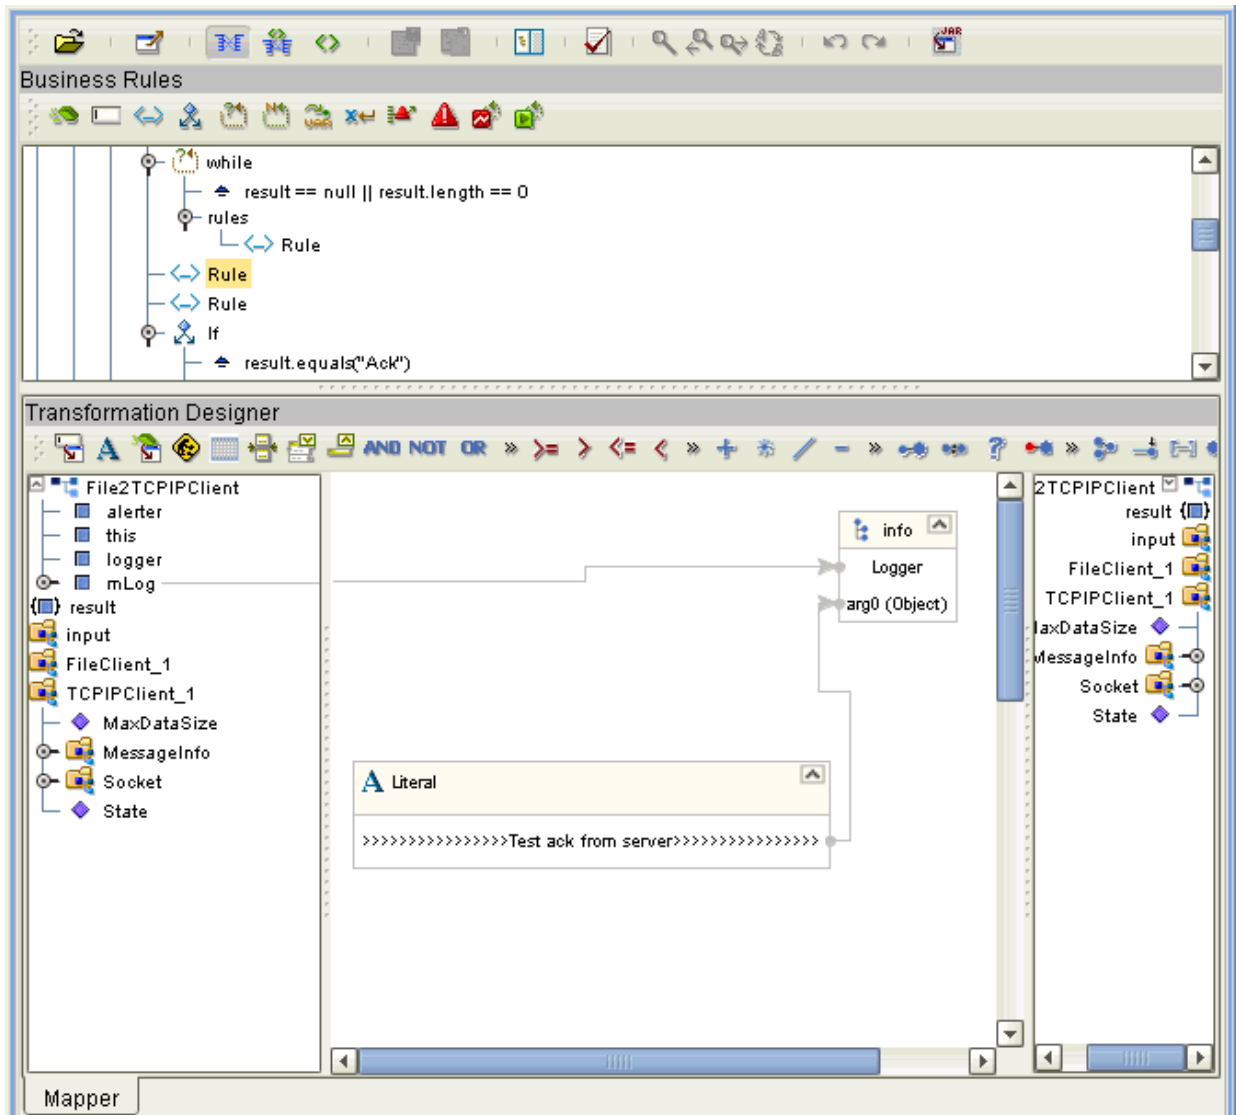 JAR
Business Rules
JAR
while
result == null || result.length == 0
rules
Rule
Rule
Rule
If
result.equals("Ack")
Transformation Designer
A AND NOT OR » >= > <= < » + * / - » ? » »
File2TCPIPClient
alerter
this
logger
mLog
{ } result
input
FileClient_1
TCPIPClient_1
MaxDataSize
MessageInfo
Socket
State
info
Logger
arg0 (Object)
A Literal
>>>>>>>>>>>>>>>>Test ack from server>>>>>>>>>>>>>>>>
2TCPIPClient
result { }
input
FileClient_1
TCPIPClient_1
laxDataSize
MessageInfo
Socket
State
Mapper